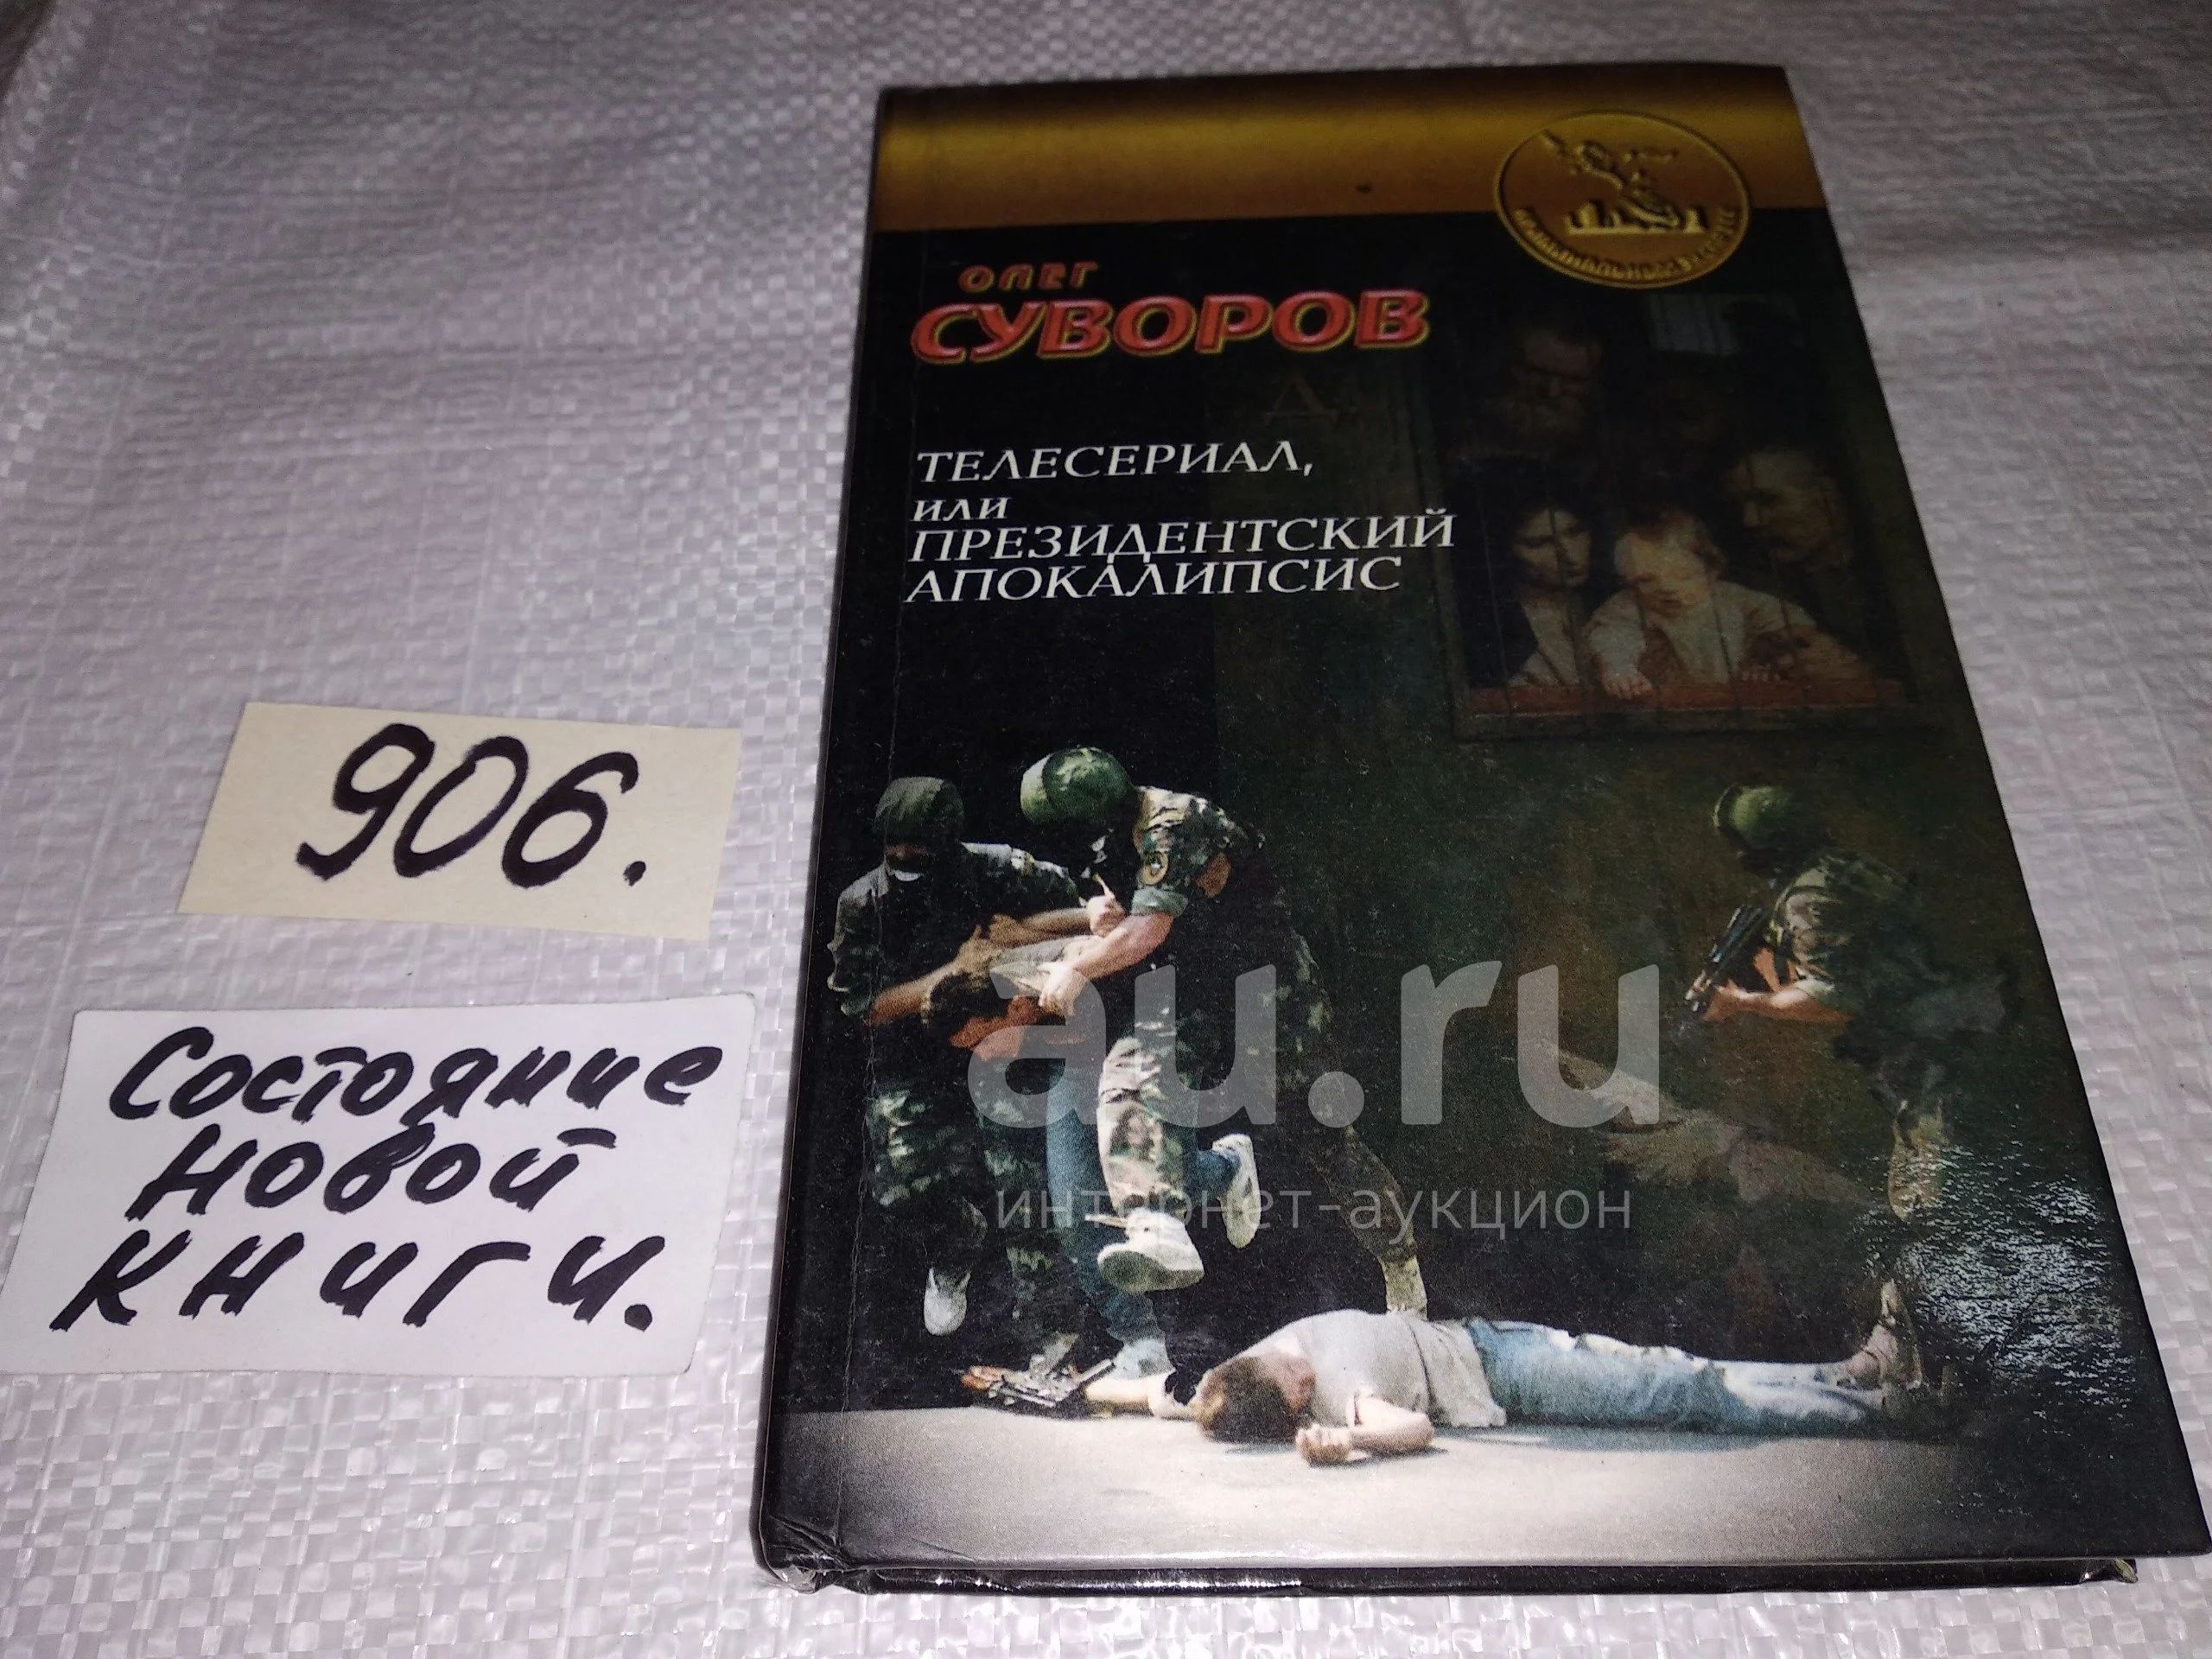 ОЛЕГ
СУВОРОВ
ТЕЛЕСЕРИАЛ,
ИЛИ
ПРЕЗИДЕНТСКИЙ
АПОКАЛИПСИС
906.
Состояние
новой
книги.
au.ru
интернет-аукцион